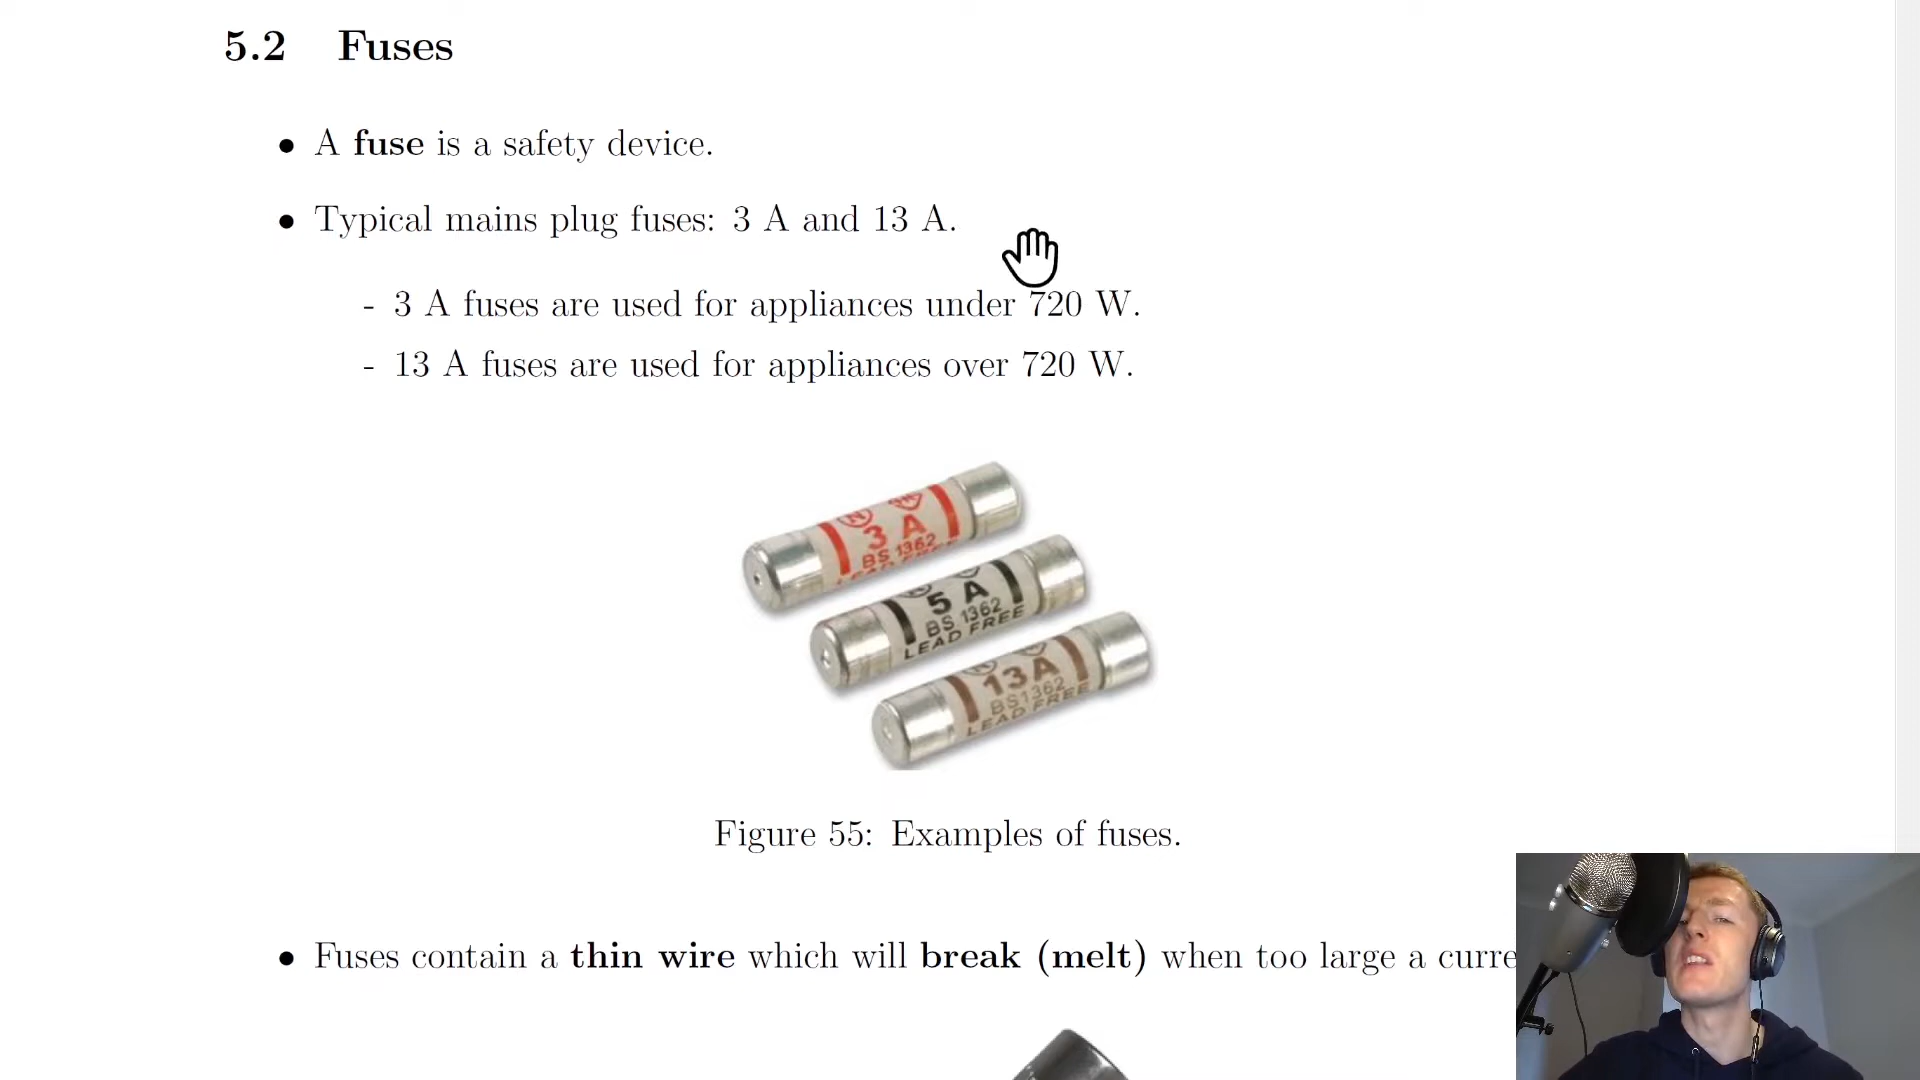 5.2 Fuses
• A fuse is a safety device.
• Typical mains plug fuses: 3 A and 13 A.
- 3 A fuses are used for appliances under 720 W.
- 13 A fuses are used for appliances over 720 W.
3 A
BS 1362
LEAD FREE
5 A
BS 1362
LEAD FREE
13A
BS1362
LEAD FREE
Figure 55: Examples of fuses.
• Fuses contain a thin wire which will break (melt) when too large a curre